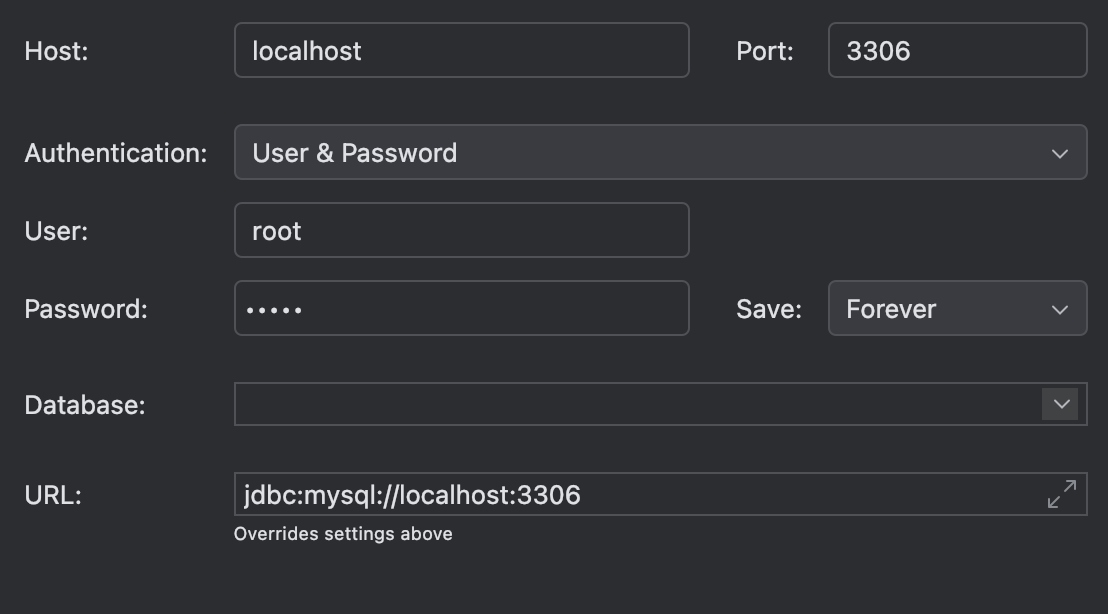 Host: localhost Port: 3306
Authentication: User & Password
User: root
Password: ••••• Save: Forever
Database:
URL: jdbc:mysql://localhost:3306
Overrides settings above